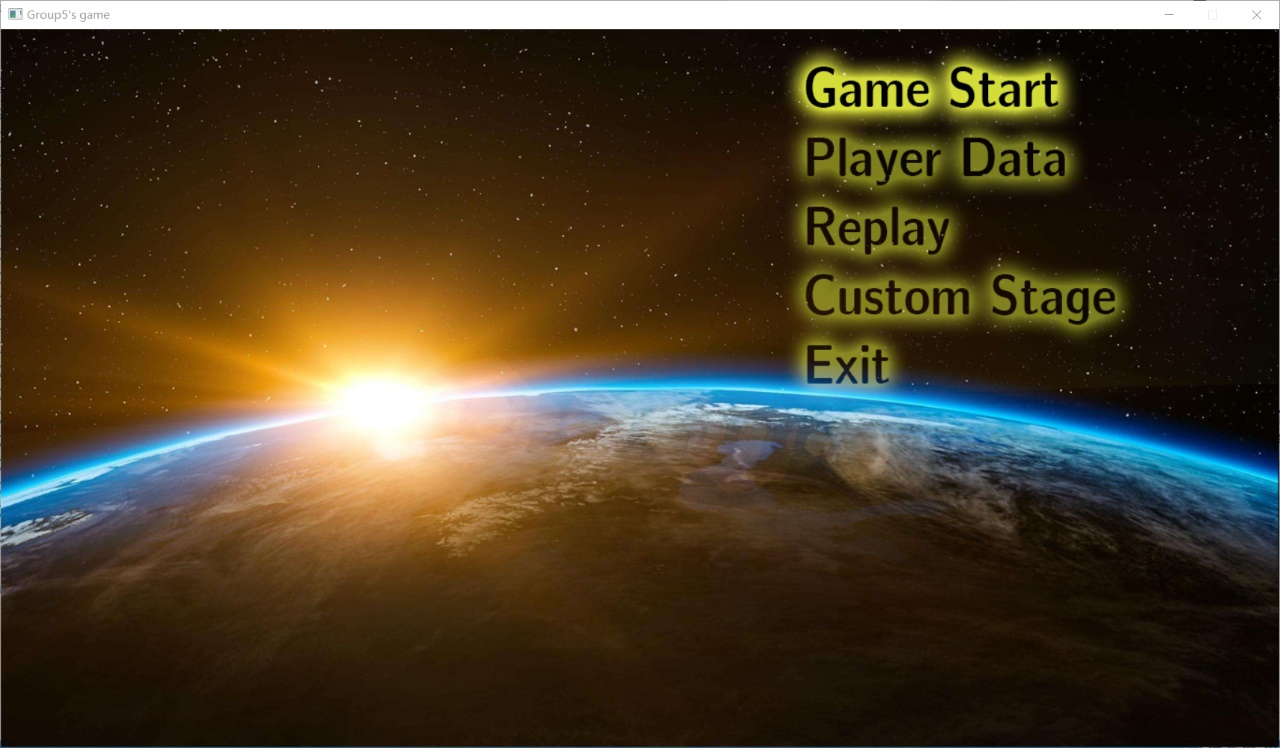 Group5's game
Game Start
Player Data
Replay
Custom Stage
Exit